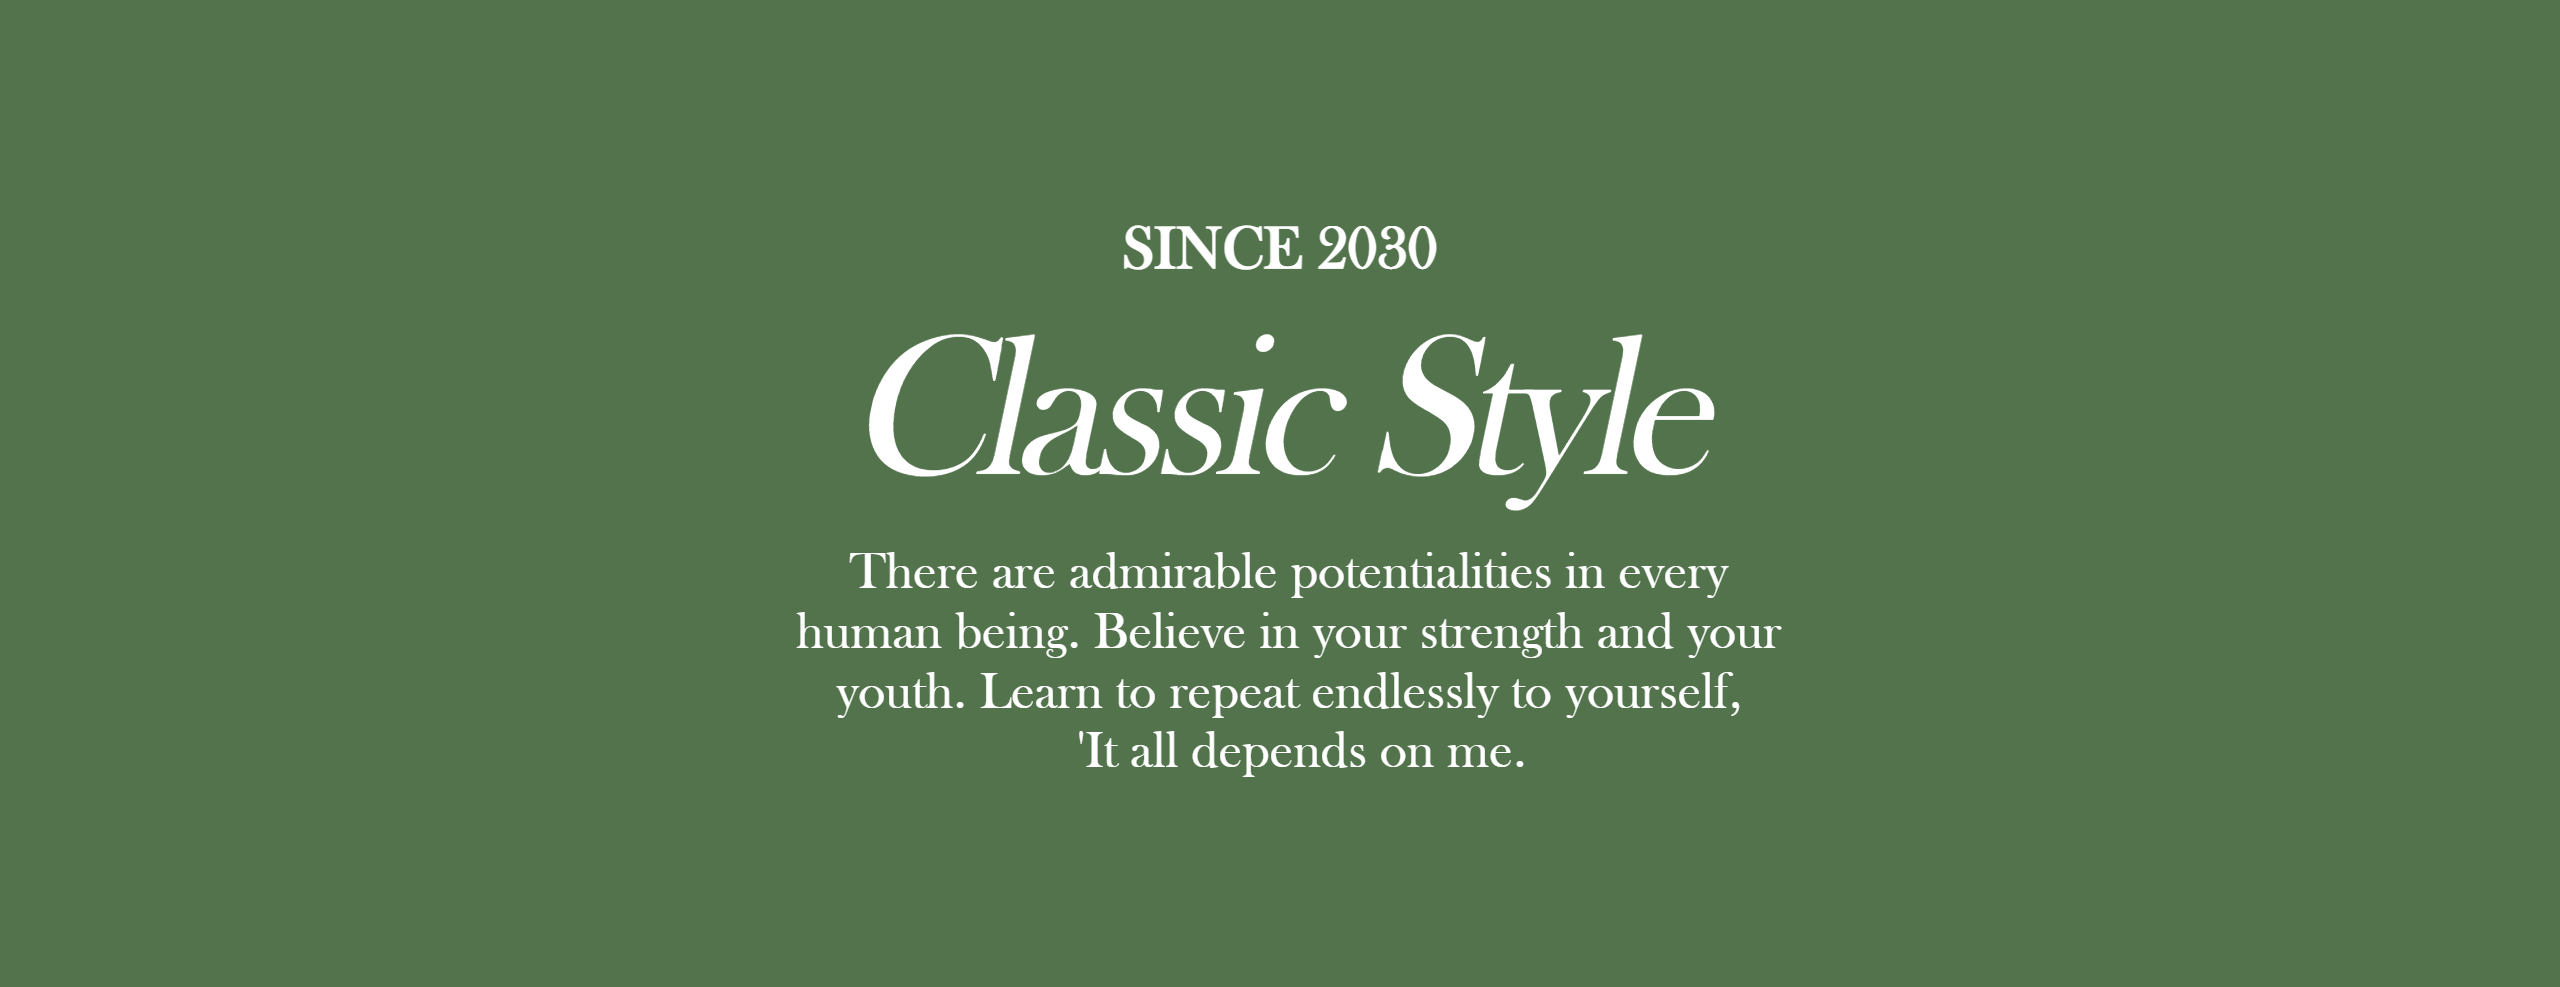 SINCE 2030
Classic Style
There are admirable potentialities in every
human being. Believe in your strength and your
youth. Learn to repeat endlessly to yourself,
'It all depends on me.